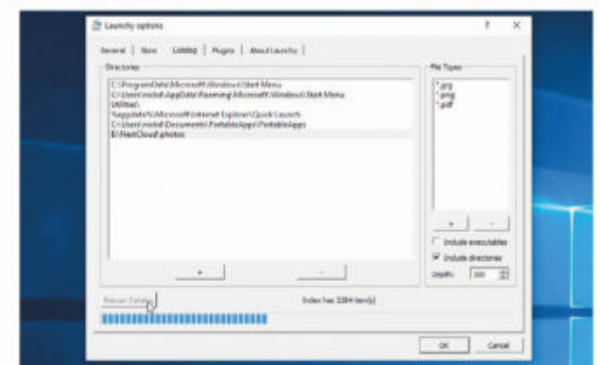 Launchy options
General | Skins | Catalog | Plugins | About Launchy
Directories
File Types
C:\ProgramData\Microsoft\Windows\Start Menu
C:\Users\nickd\AppData\Roaming\Microsoft\Windows\Start Menu
Utilities\
%appdata%\Microsoft\Internet Explorer\Quick Launch
C:\Users\nickd\Documents\PortableApps\PortableApps
E:\NextCloud\photos
*.jpg
*.png
*.pdf
+ -
Include executables
Include directories
Depth: 100
+ -
Rescan Catalog
Index has 3284 item(s)
OK Cancel